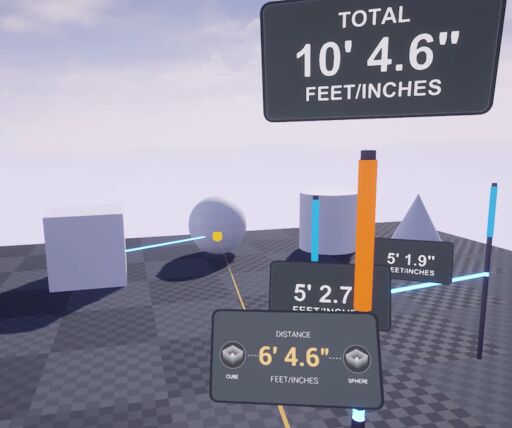 TOTAL
10' 4.6"
FEET/INCHES
5' 1.9"
FEET/INCHES
5' 2.7
DISTANCE
6' 4.6"
FEET/INCHES
CUBE
SPHERE